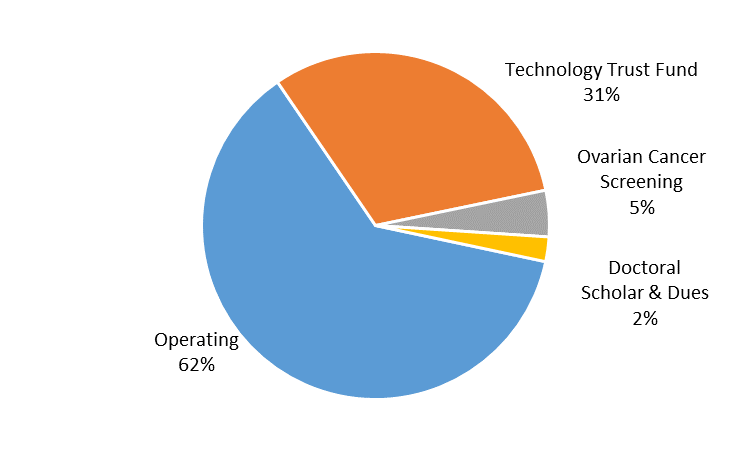 Technology Trust Fund
31%
Ovarian Cancer
Screening
5%
Doctoral
Scholar & Dues
2%
Operating
62%